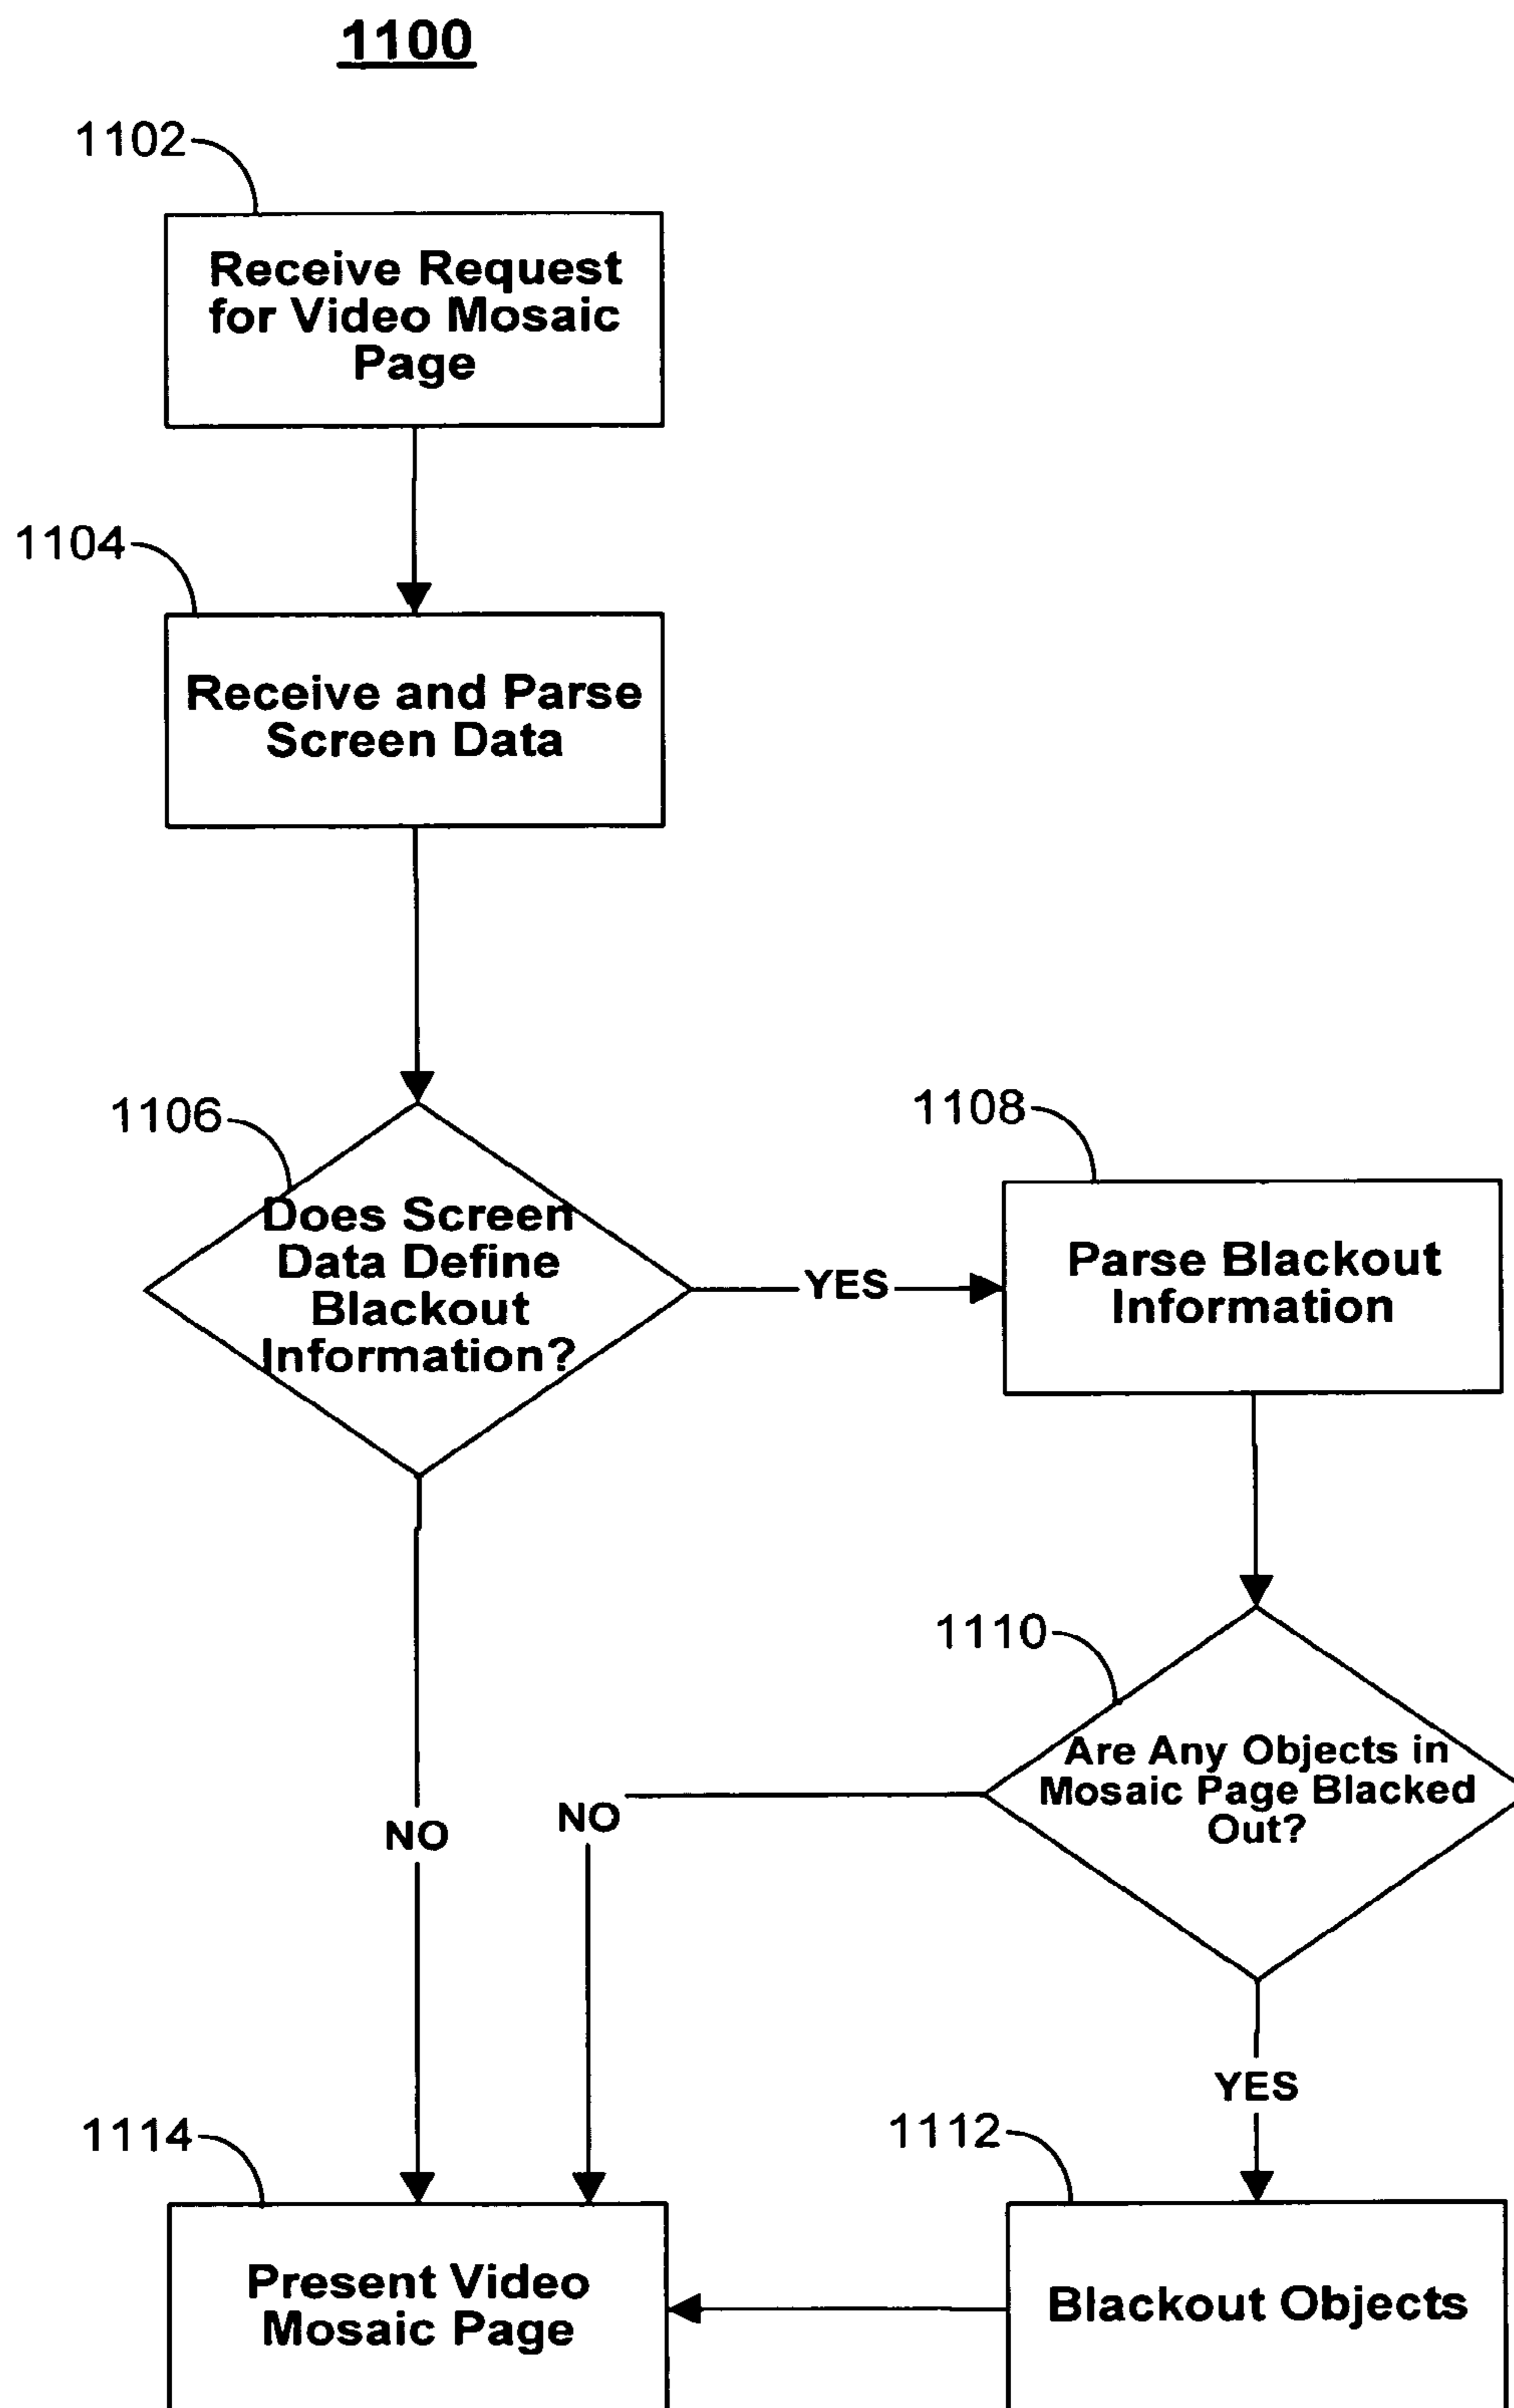 1100
1102
Receive Request
for Video Mosaic
Page
1104
Receive and Parse
Screen Data
1106
Does Screen
Data Define
Blackout
Information?
YES
1108
Parse Blackout
Information
1110
Are Any Objects in
Mosaic Page Blacked
Out?
NO
NO
YES
1114
Present Video
Mosaic Page
1112
Blackout Objects